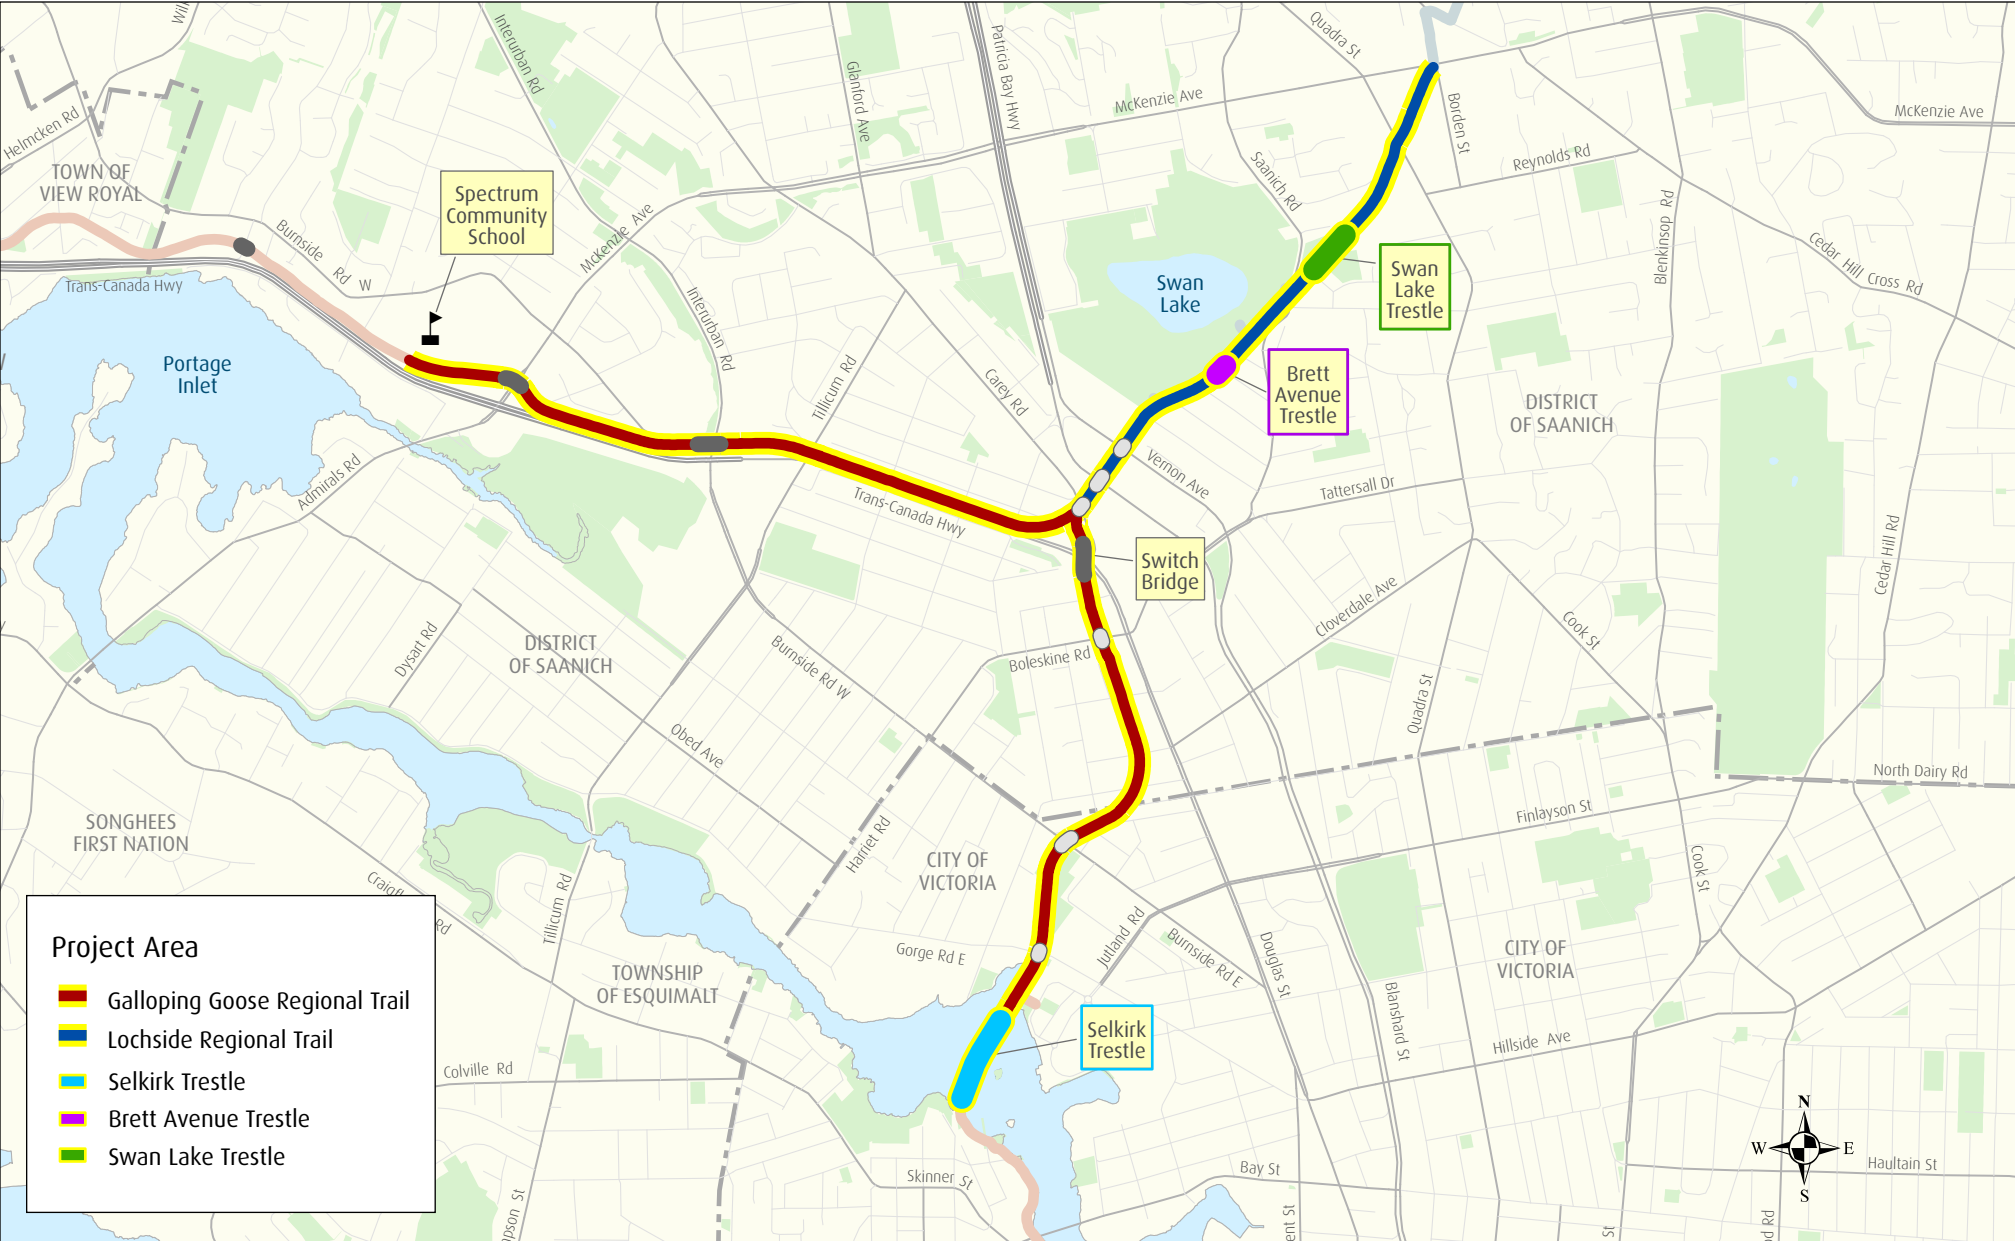 Quadra St
Interurban Rd
Patricia Bay Hwy
Glanford Ave
McKenzie Ave
Borden St
McKenzie Ave
Helmcken Rd
Reynolds Rd
TOWN OF
VIEW ROYAL
Saanich Rd
Spectrum
Community
School
Blenkinsop Rd
McKenzie Ave
Burnside Rd W
Cedar Hill Cross Rd
Swan
Lake
Swan
Lake
Trestle
Trans-Canada Hwy
Interurban Rd
Portage
Inlet
Tillicum Rd
Carey Rd
Brett
Avenue
Trestle
DISTRICT
OF SAANICH
Admirals Rd
Vernon Ave
Tattersall Dr
Trans-Canada Hwy
Cedar Hill Rd
Switch
Bridge
Cloverdale Ave
Cook St
Dysart Rd
DISTRICT
OF SAANICH
Burnside Rd W
Boleskine Rd
Quadra St
Obed Ave
North Dairy Rd
Finlayson St
SONGHEES
FIRST NATION
Harriet Rd
CITY OF
VICTORIA
Cook St
Tillicum Rd
Rd
Jutland Rd
Burnside Rd E
Gorge Rd E
Douglas St
CITY OF
VICTORIA
TOWNSHIP
OF ESQUIMALT
Blanshard St
Selkirk
Trestle
Hillside Ave
Colville Rd
Project Area
Galloping Goose Regional Trail
Lochside Regional Trail
Selkirk Trestle
Brett Avenue Trestle
Swan Lake Trestle
N
W
E
S
Haultain St
Bay St
Skinner St
St
Rd